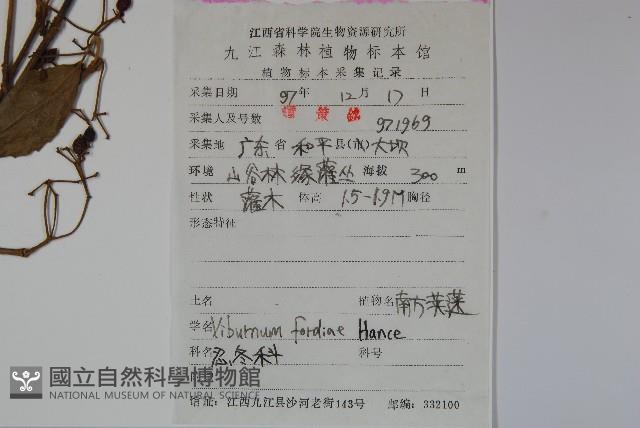 江西省科学院生物资源研究所
九江森林植物标本馆
植物标本采集记录
采集日期 97年 12月 17日
采集人及号数 971969
采集地 广东省 和平县(市) 大坝
环境 山谷林缘灌丛 海拔 300 m
性状 灌木 体高 1.5-1.9M 胸径
形态特征
土名 植物名 南方荚蒾
学名 Viburnum fordiae Hance
科名 忍冬科 科号
國立自然科學博物館
NATIONAL MUSEUM OF NATURAL SCIENCE
馆址:江西九江县沙河老街143号 邮编:332100